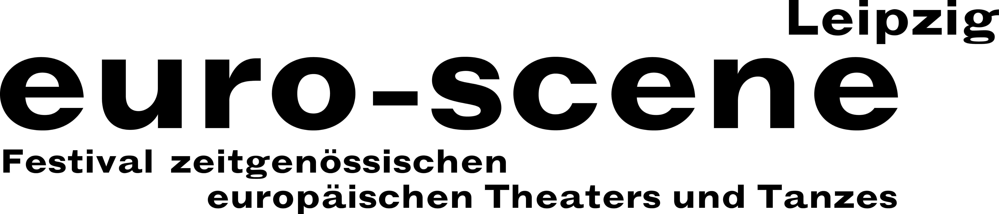 Leipzig
euro-scene
Festival zeitgenössischen
europäischen Theaters und Tanzes